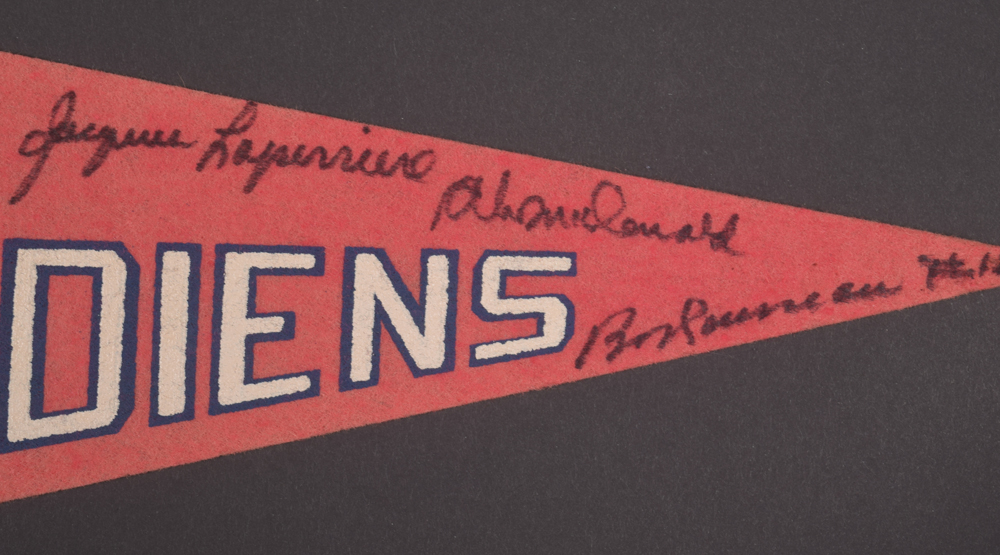 Jacques Laperriere
Ab McDonald
DIENS
Bob Rousseau